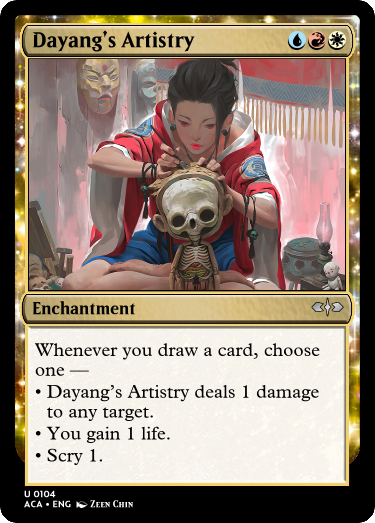 Dayang's Artistry
Enchantment
Whenever you draw a card, choose
one —
• Dayang's Artistry deals 1 damage
to any target.
• You gain 1 life.
• Scry 1.
U 0104
ACA • ENG Zeen Chin